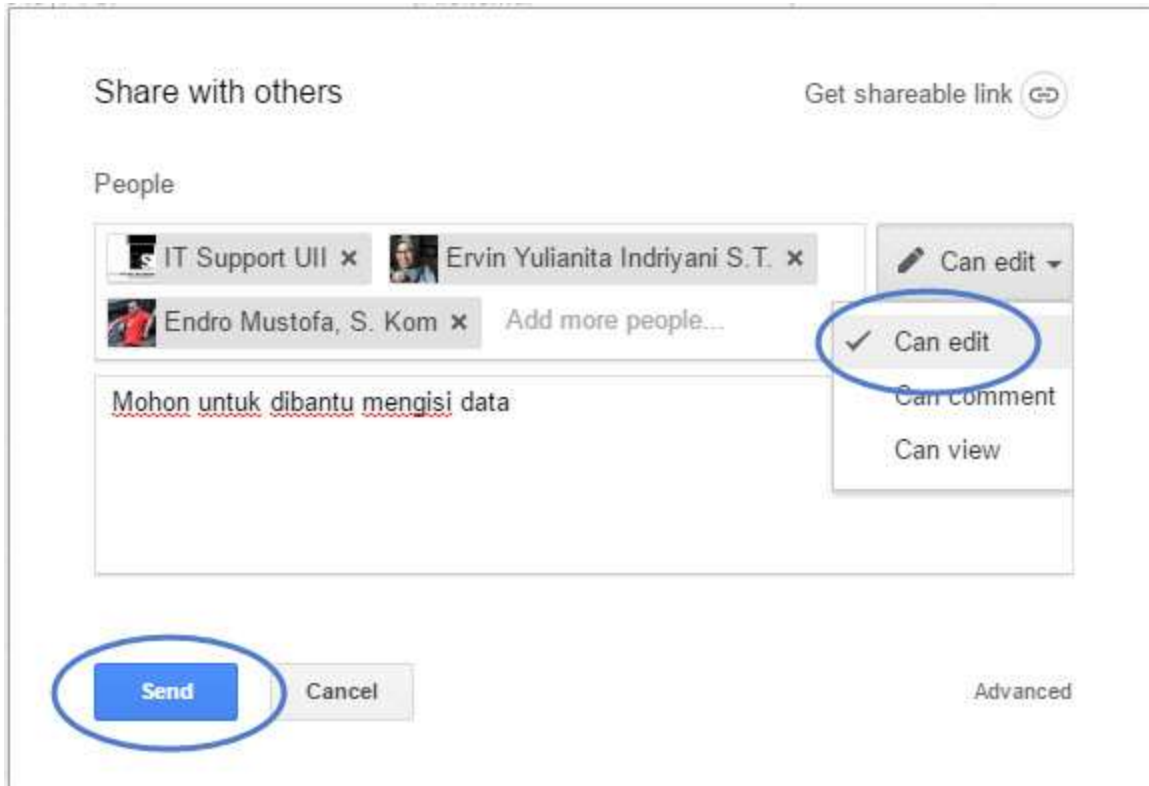 Share with others
Get shareable link
People
IT Support UII × Ervin Yulianita Indriyani S.T. ×
Can edit
Endro Mustofa, S. Kom × Add more people...
Can edit
Can comment
Can view
Mohon untuk dibantu mengisi data
Send
Cancel
Advanced